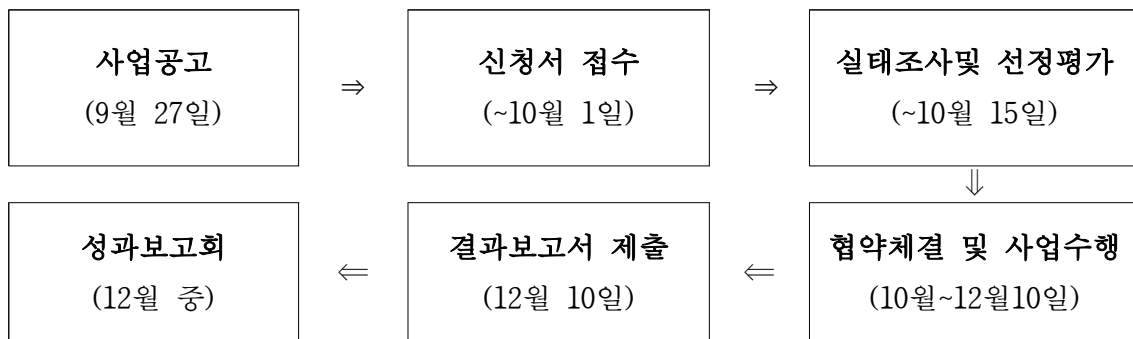 사업공고
(9월 27일)
⇒
신청서 접수
(~10월 1일)
⇒
실태조사및 선정평가
(~10월 15일)
⇓
협약체결 및 사업수행
(10월~12월10일)
⇐
결과보고서 제출
(12월 10일)
⇐
성과보고회
(12월 중)